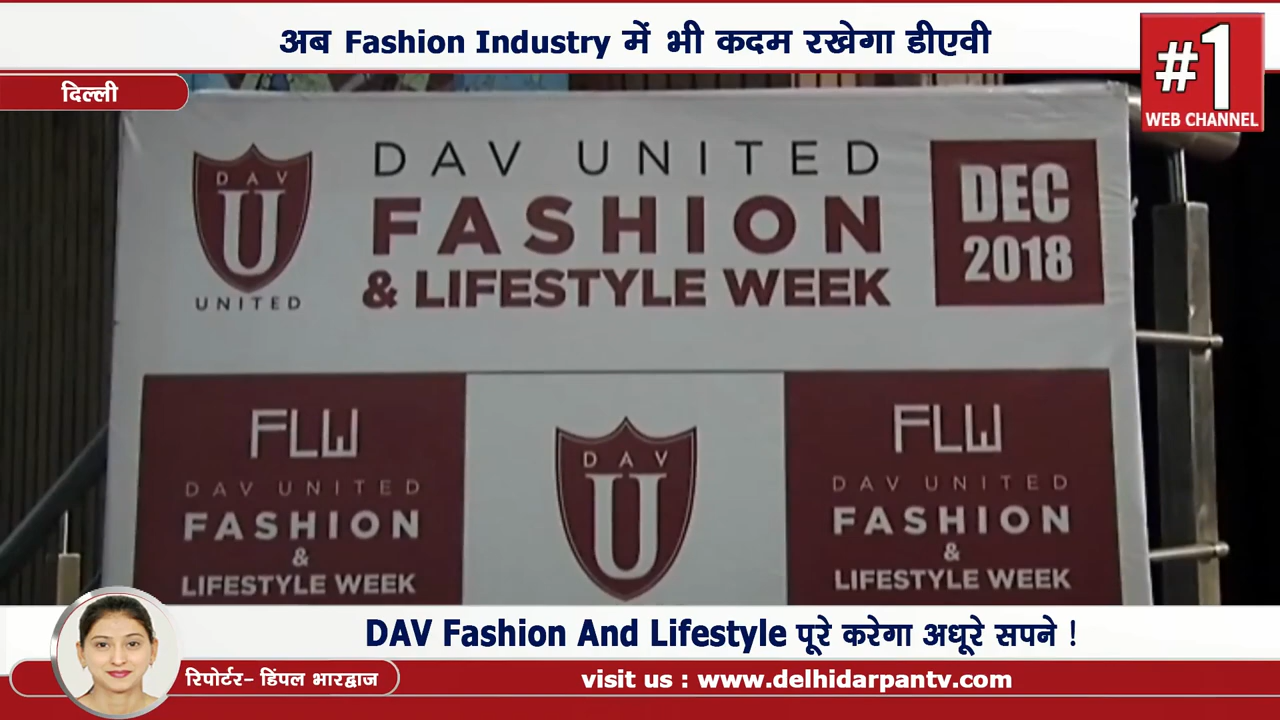 अब Fashion Industry में भी कदम रखेगा डीएवी
#1
WEB CHANNEL
दिल्ली
DAV
U
UNITED
DAV UNITED
FASHION
& LIFESTYLE WEEK
DEC
2018
FLW
DAV UNITED
FASHION
&
LIFESTYLE WEEK
DAV
U
FLW
DAV UNITED
FASHION
&
LIFESTYLE WEEK
DAV Fashion And Lifestyle पूरे करेगा अधूरे सपने !
रिपोर्टर- डिंपल भारद्वाज
visit us : www.delhidarpantv.com